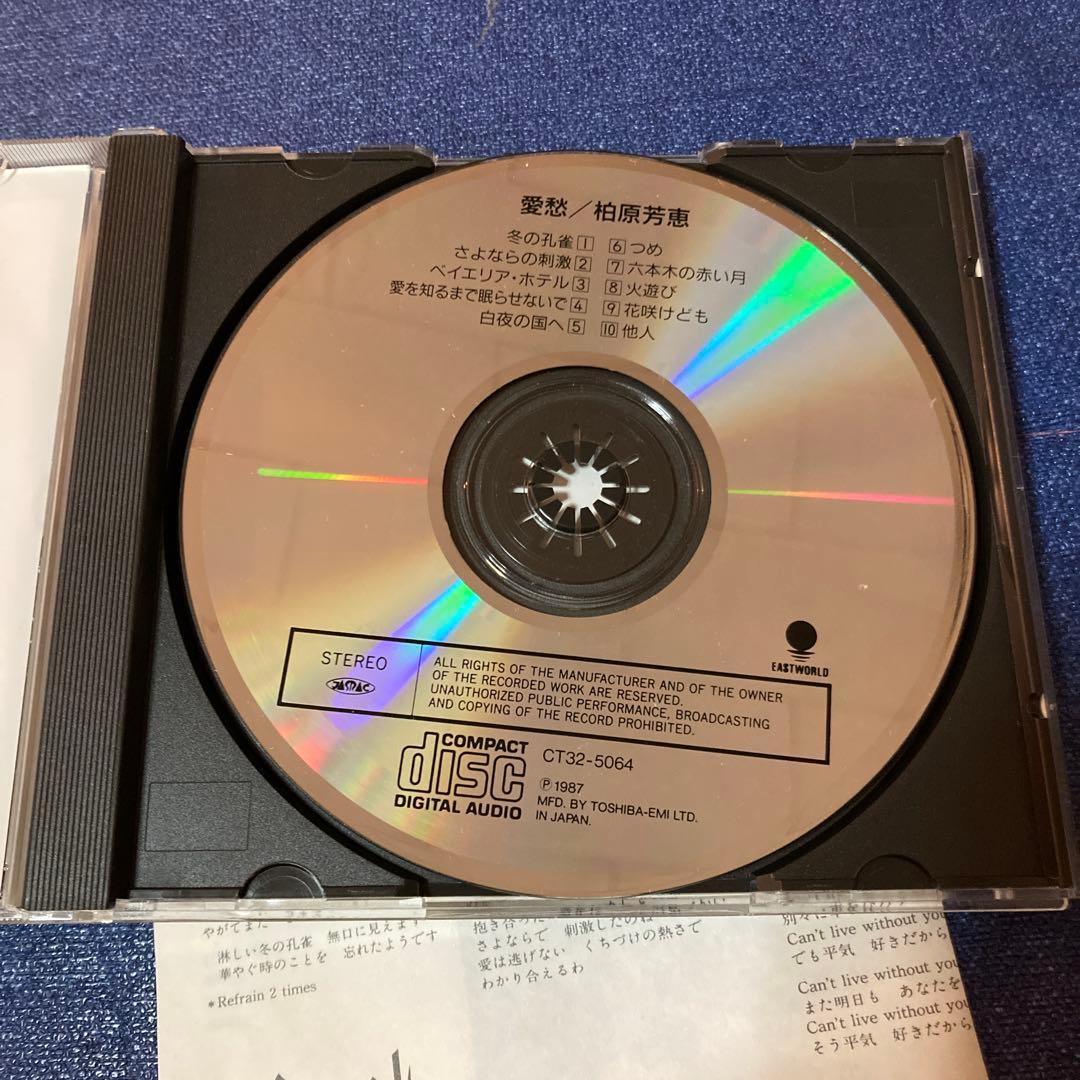 愛愁／柏原芳恵
冬の孔雀 1
さよならの刺激 2
ベイエリア・ホテル 3
愛を知るまで眠らせないで 4
白夜の国へ 5
6 つめ
7 六本木の赤い月
8 火遊び
9 花咲けども
10 他人
EASTWORLD
STEREO
JASRAC
ALL RIGHTS OF THE MANUFACTURER AND OF THE OWNER
OF THE RECORDED WORK ARE RESERVED.
UNAUTHORIZED PUBLIC PERFORMANCE, BROADCASTING
AND COPYING OF THE RECORD PROHIBITED.
COMPACT
disc
DIGITAL AUDIO
CT32-5064
Ⓟ 1987
MFD. BY TOSHIBA-EMI LTD.
IN JAPAN.
やがてまた
淋しい冬の孔雀　無口に見えます
華やぐ時のことを　忘れたようです
*Refrain 2 times
さよならで　刺激したのね
愛は逃げない　くちづけの熱さで
わかり合えるわ
Can't live without you
でも平気　好きだから
Can't live without you
また明日も　あなたを
Can't live without you
そう平気　好きだから